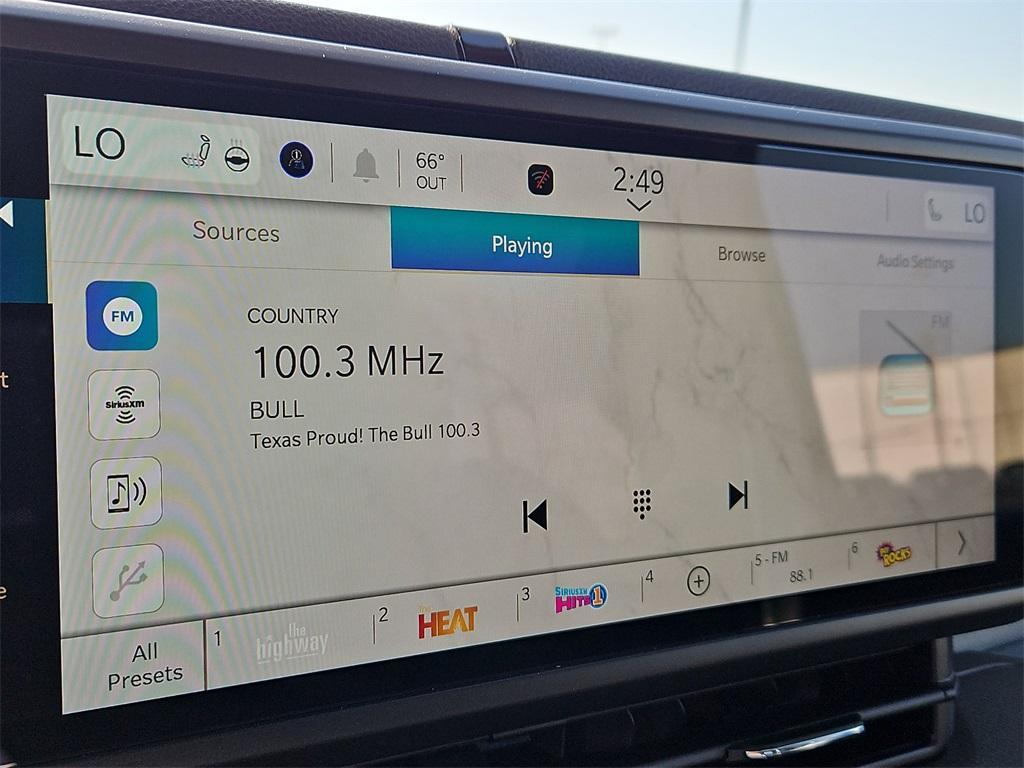 LO
66°
OUT
2:49
LO
Sources
Playing
Browse
Audio Settings
FM
COUNTRY
100.3 MHz
BULL
Texas Proud! The Bull 100.3
FM
SiriusXM
All
Presets
1
the
highway
2
The
HEAT
3
SIRIUSXM
HITS 1
4
5 - FM
88.1
6
ROCKS
t
e